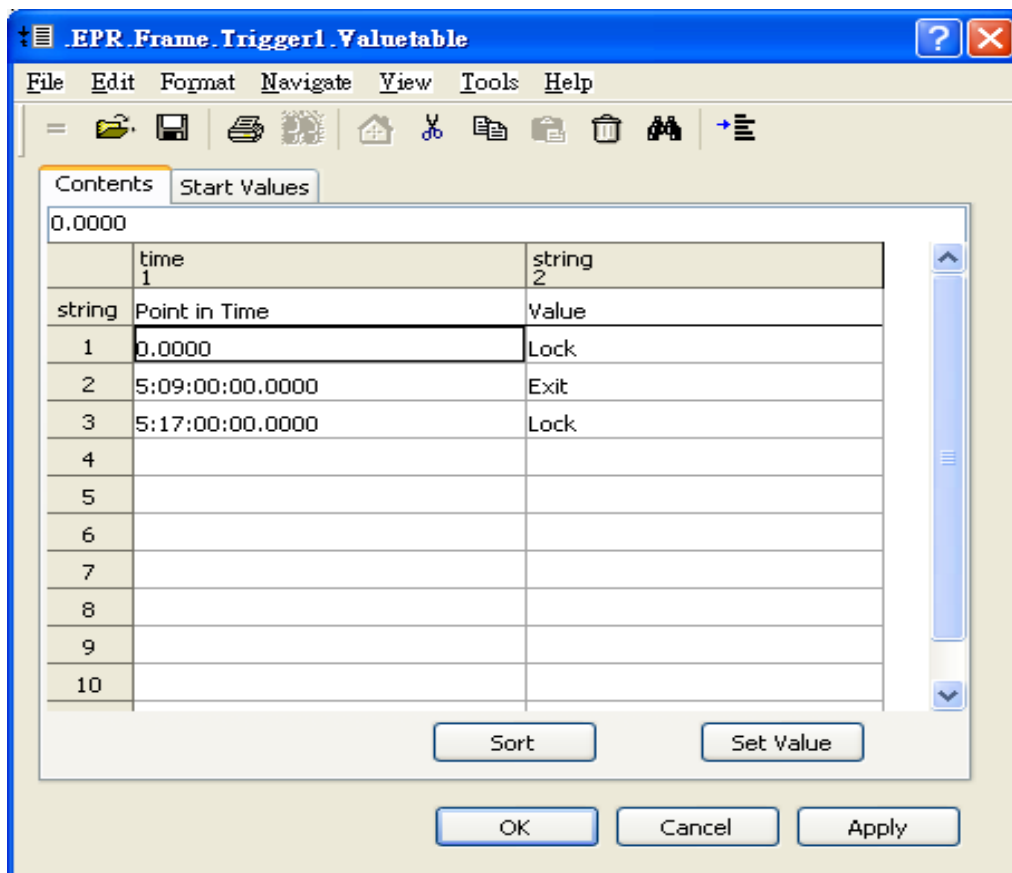 .EPR.Frame.Trigger1.Valuetable
File Edit Format Navigate View Tools Help
Contents Start Values
0.0000
time string
1 2
string Point in Time Value
1 0.0000 Lock
2 5:09:00:00.0000 Exit
3 5:17:00:00.0000 Lock
4
5
6
7
8
9
10
Sort Set Value
OK Cancel Apply